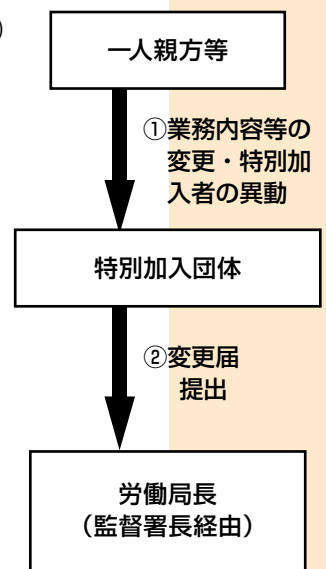 ）
一人親方等
①業務内容等の
変更・特別加
入者の異動
特別加入団体
②変更届
提出
労働局長
（監督署長経由）